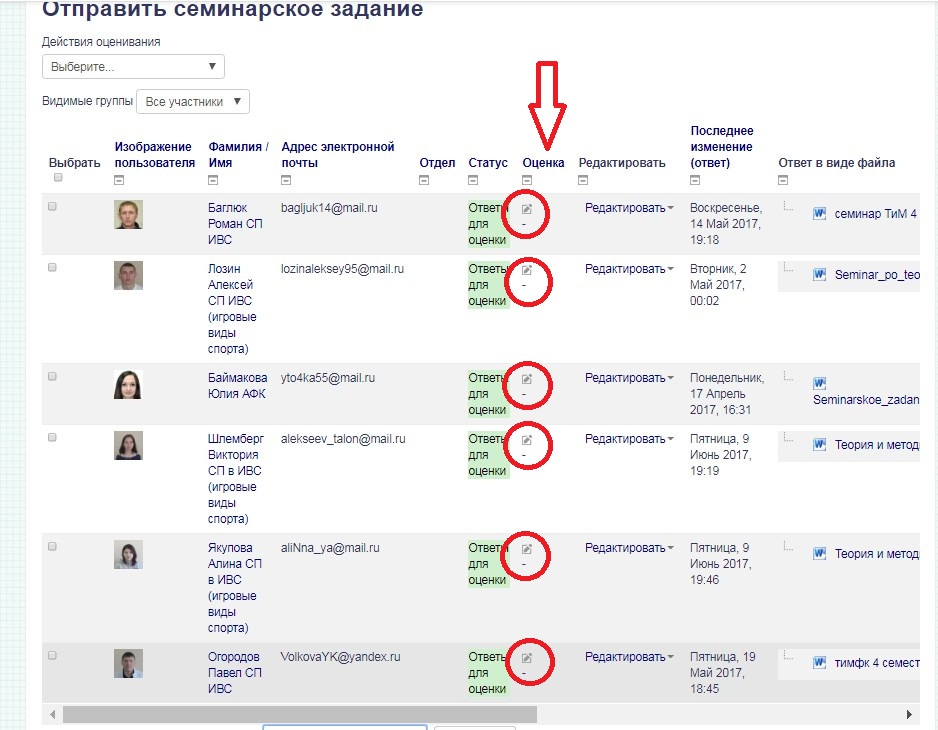 Отправить семинарское задание
Действия оценивания
Выберите...
Видимые группы Все участники
Выбрать Изображение пользователя Фамилия / Имя Адрес электронной почты Отдел Статус Оценка Редактировать Последнее изменение (ответ) Ответ в виде файла
Баглюк Роман СП ИВС bagljuk14@mail.ru Ответы для оценки - Редактировать Воскресенье, 14 Май 2017, 19:18 семинар ТиМ 4
Лозин Алексей СП ИВС (игровые виды спорта) lozinaleksey95@mail.ru Ответы для оценки - Редактировать Вторник, 2 Май 2017, 00:02 Seminar_po_teo
Баймакова Юлия АФК yto4ka55@mail.ru Ответы для оценки - Редактировать Понедельник, 17 Апрель 2017, 16:31 Seminarskoe_zadan
Шлемберг Виктория СП в ИВС (игровые виды спорта) alekseev_talon@mail.ru Ответы для оценки - Редактировать Пятница, 9 Июнь 2017, 19:19 Теория и метод
Якупова Алина СП в ИВС (игровые виды спорта) aliNna_ya@mail.ru Ответы для оценки - Редактировать Пятница, 9 Июнь 2017, 19:46 Теория и метод
Огородов Павел СП ИВС VolkovaYK@yandex.ru Ответы для оценки - Редактировать Пятница, 19 Май 2017, 18:45 тимфк 4 семест